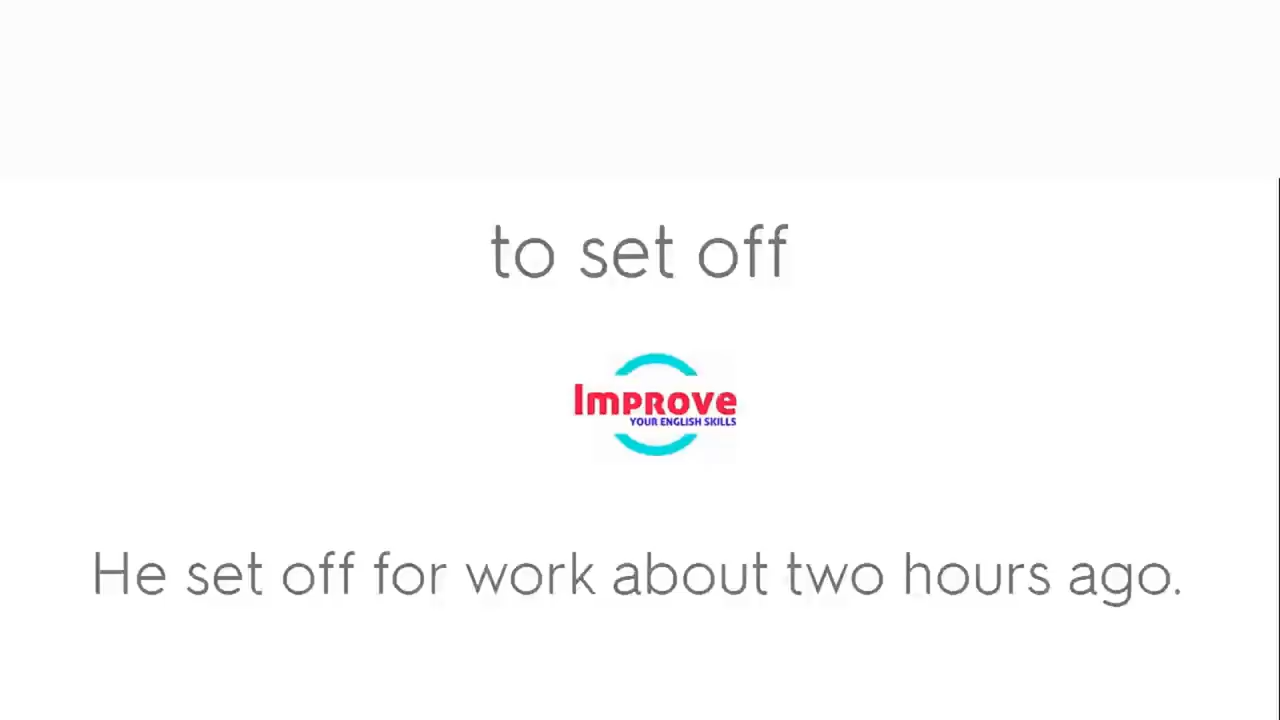 to set off
Improve
YOUR ENGLISH SKILLS
He set off for work about two hours ago.